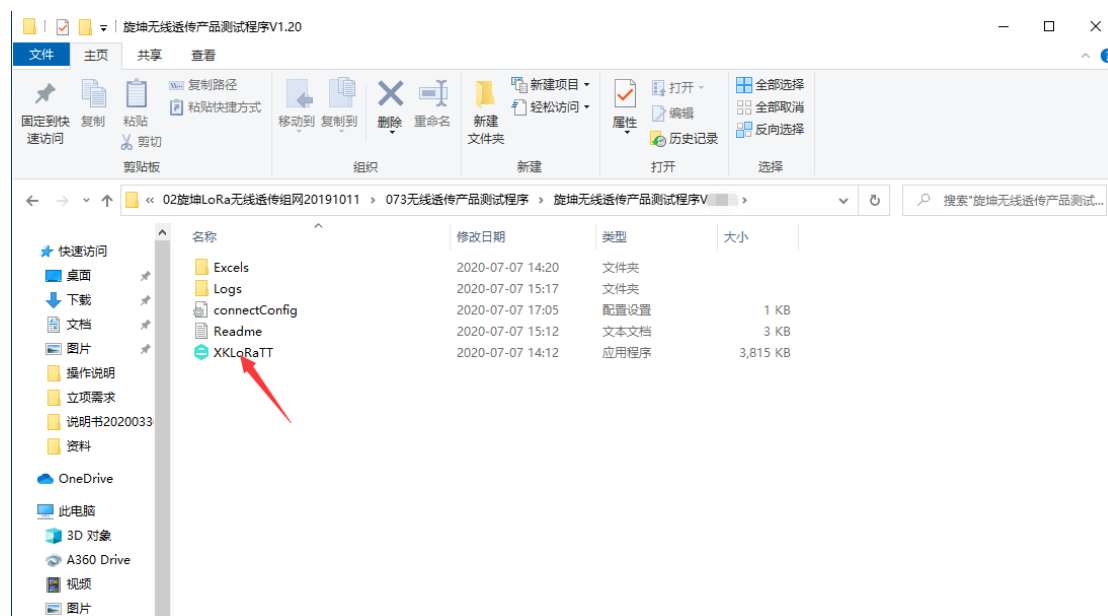 旋坤无线透传产品测试程序V1.20
文件 主页 共享 查看
固定到快速访问 复制 粘贴 复制路径 粘贴快捷方式 剪切 移动到 复制到 删除 重命名 新建文件夹 新建项目 轻松访问 属性 打开 编辑 历史记录 全部选择 全部取消 反向选择
剪贴板 组织 新建 打开 选择
« 02旋坤LoRa无线透传组网20191011 › 073无线透传产品测试程序 › 旋坤无线透传产品测试程序V › 搜索"旋坤无线透传产品测试...
名称 修改日期 类型 大小
Excels 2020-07-07 14:20 文件夹
Logs 2020-07-07 15:17 文件夹
connectConfig 2020-07-07 17:05 配置设置 1 KB
Readme 2020-07-07 15:12 文本文档 3 KB
XKLoRaTT 2020-07-07 14:12 应用程序 3,815 KB
快速访问
桌面
下载
文档
图片
操作说明
立项需求
说明书2020033
资料
OneDrive
此电脑
3D 对象
A360 Drive
视频
图片